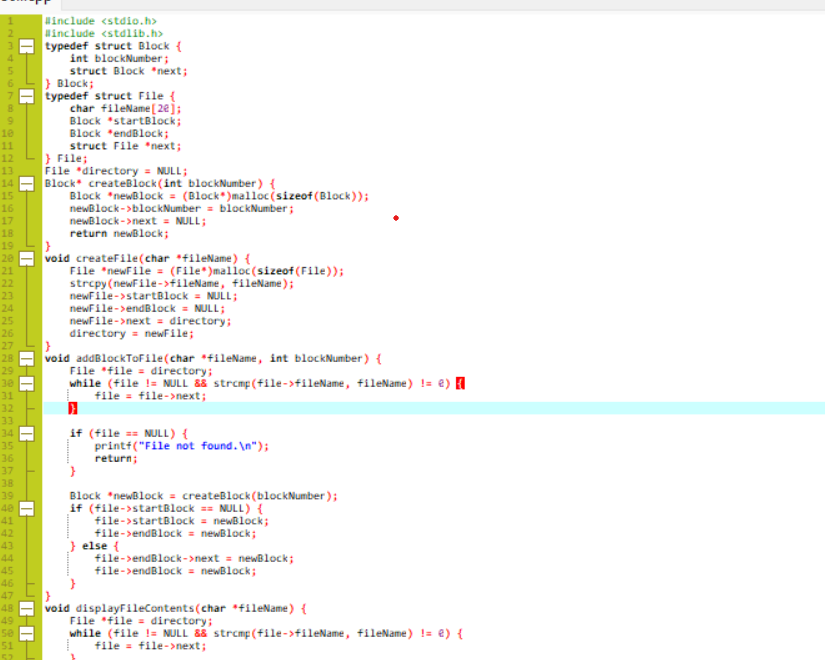 1 #include <stdio.h>
2 #include <stdlib.h>
3 typedef struct Block {
4 int blockNumber;
5 struct Block *next;
6 } Block;
7 typedef struct File {
8 char fileName[20];
9 Block *startBlock;
10 Block *endBlock;
11 struct File *next;
12 } File;
13 File *directory = NULL;
14 Block* createBlock(int blockNumber) {
15 Block *newBlock = (Block*)malloc(sizeof(Block));
16 newBlock->blockNumber = blockNumber;
17 newBlock->next = NULL;
18 return newBlock;
19 }
20 void createFile(char *fileName) {
21 File *newFile = (File*)malloc(sizeof(File));
22 strcpy(newFile->fileName, fileName);
23 newFile->startBlock = NULL;
24 newFile->endBlock = NULL;
25 newFile->next = directory;
26 directory = newFile;
27 }
28 void addBlockToFile(char *fileName, int blockNumber) {
29 File *file = directory;
30 while (file != NULL && strcmp(file->fileName, fileName) != 0) {
31 file = file->next;
32 }
33
34 if (file == NULL) {
35 printf("File not found.\n");
36 return;
37 }
38
39 Block *newBlock = createBlock(blockNumber);
40 if (file->startBlock == NULL) {
41 file->startBlock = newBlock;
42 file->endBlock = newBlock;
43 } else {
44 file->endBlock->next = newBlock;
45 file->endBlock = newBlock;
46 }
47 }
48 void displayFileContents(char *fileName) {
49 File *file = directory;
50 while (file != NULL && strcmp(file->fileName, fileName) != 0) {
51 file = file->next;
52 }